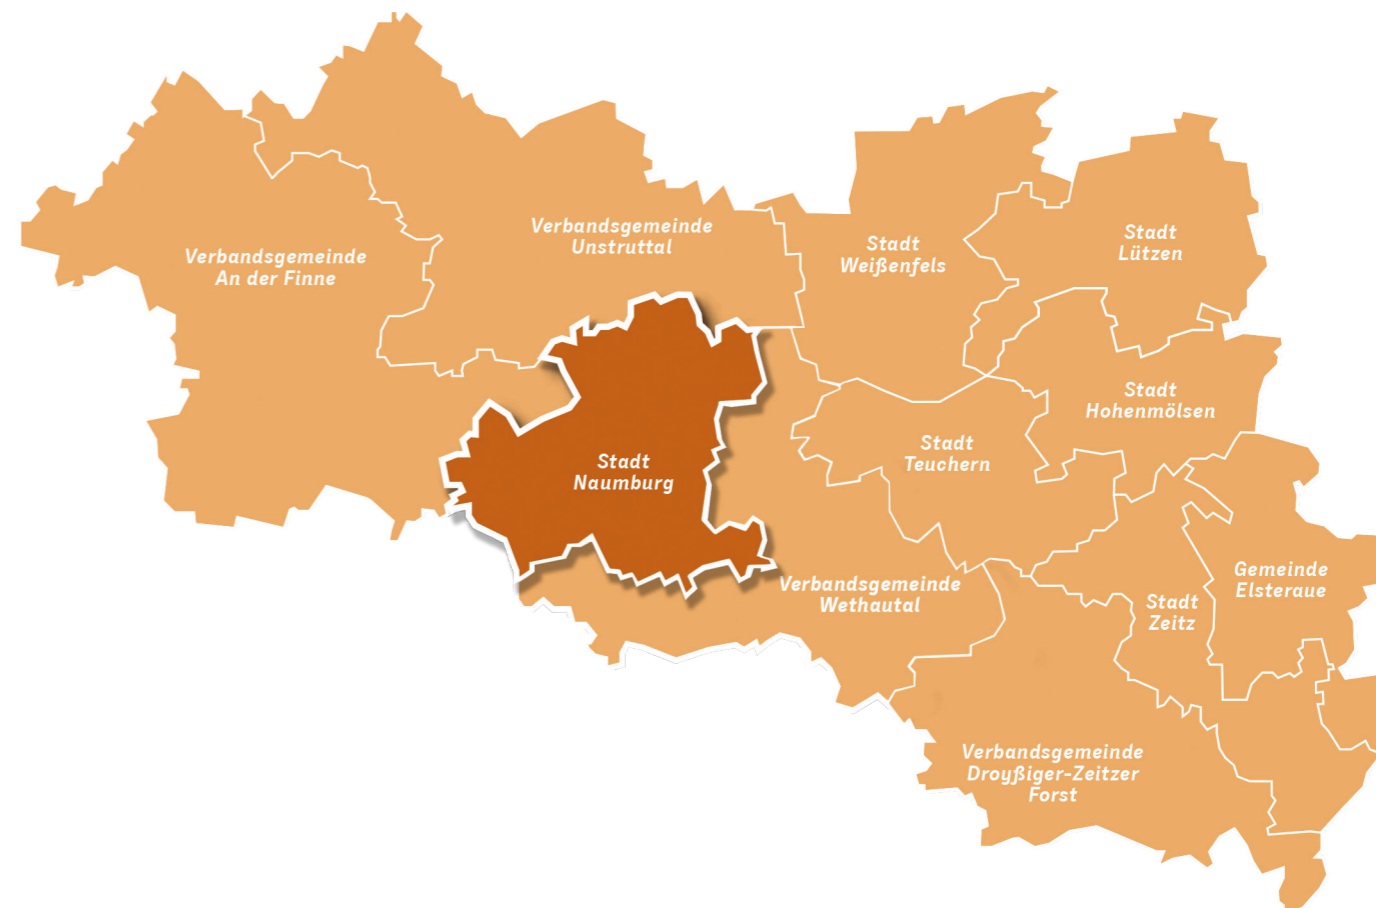 Verbandsgemeinde
Unstruttal
Verbandsgemeinde
An der Finne
Stadt
Weißenfels
Stadt
Lützen
Stadt
Hohenmölsen
Stadt
Teuchern
Stadt
Naumburg
Verbandsgemeinde
Wethautal
Stadt
Zeitz
Gemeinde
Elsteraue
Verbandsgemeinde
Droyßiger-Zeitzer
Forst